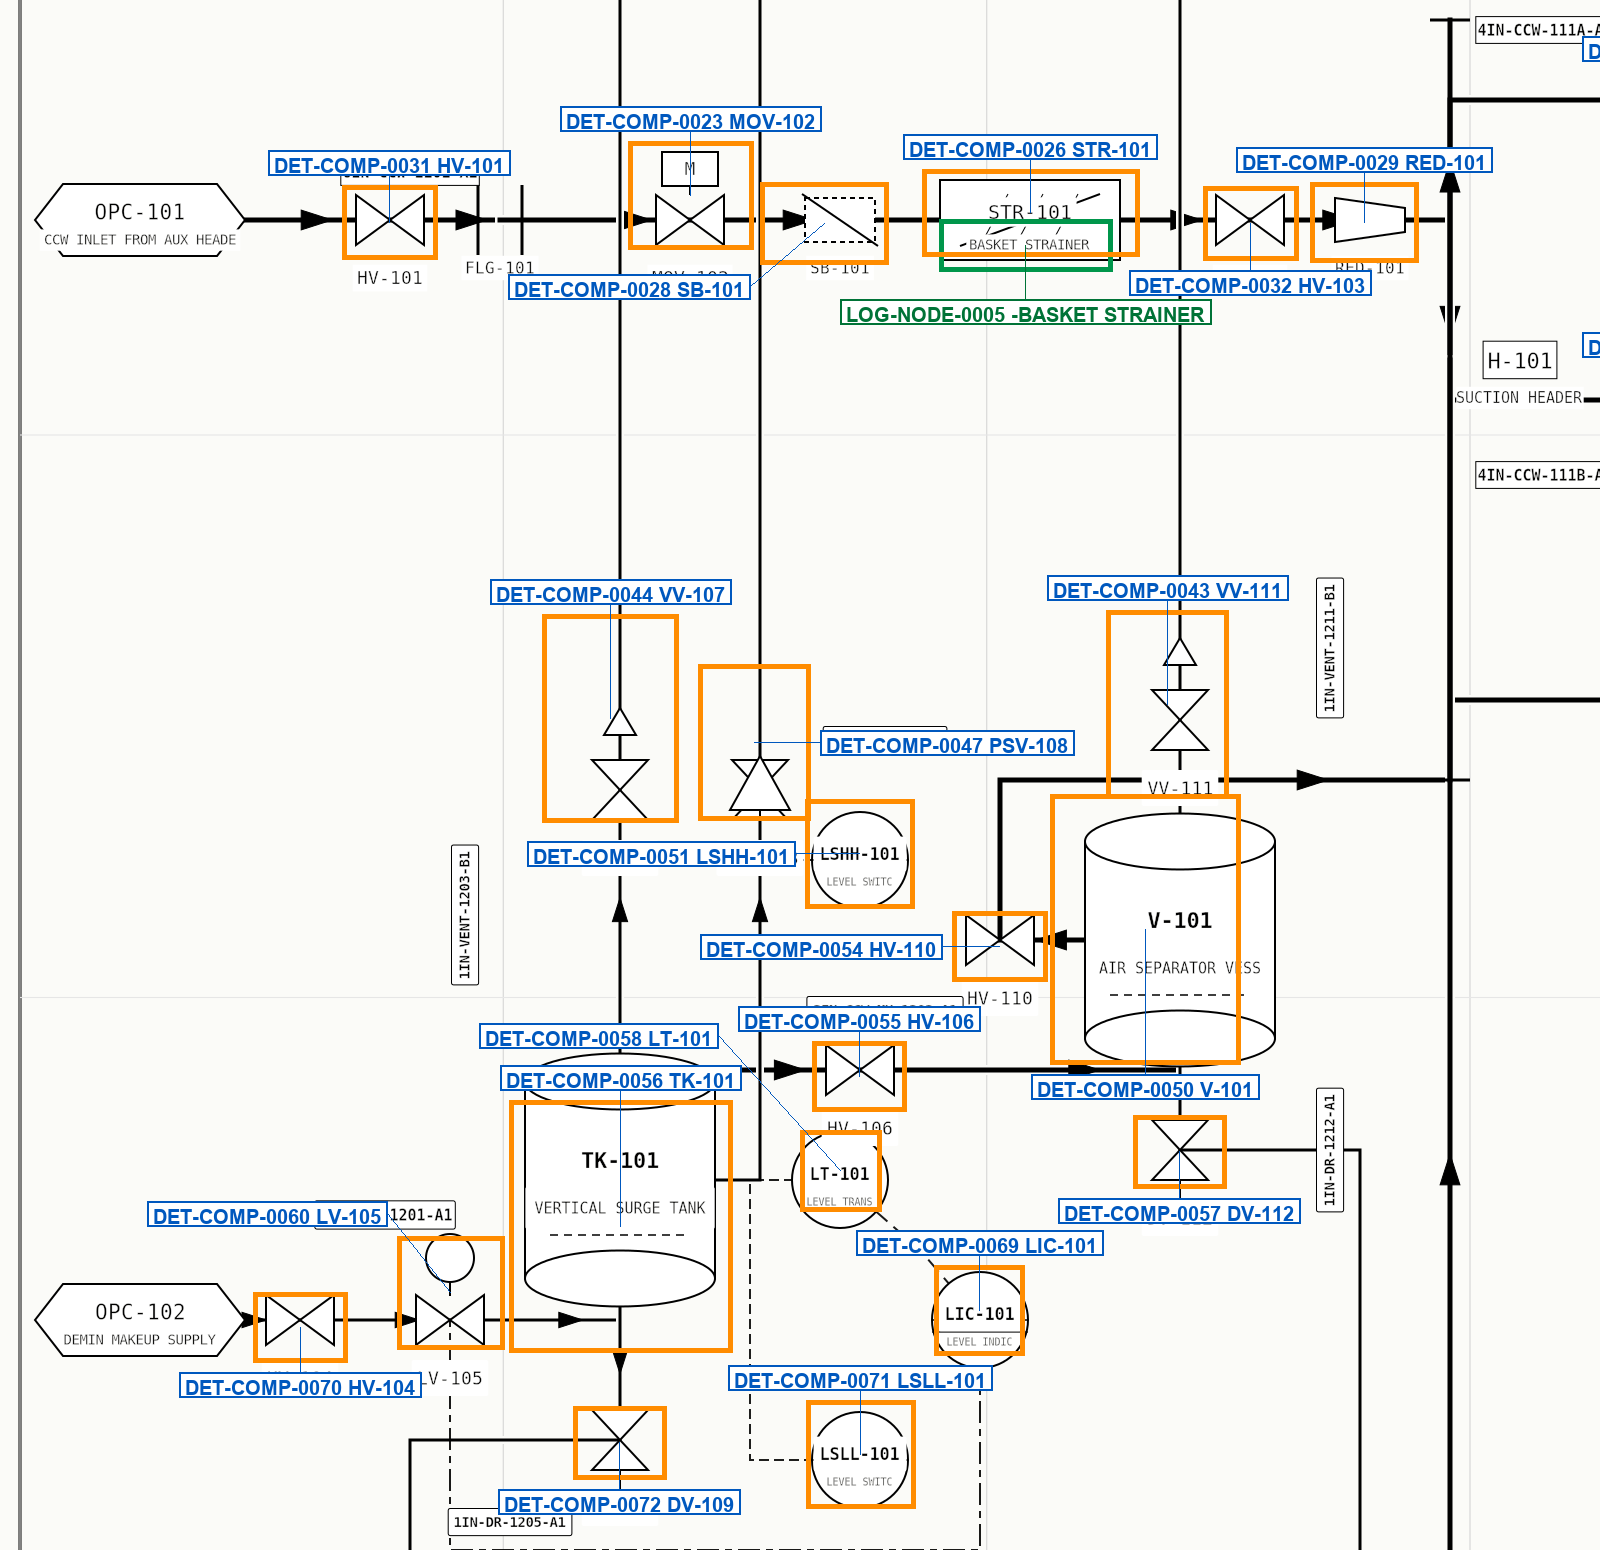 4IN-CCW-111A-A
DET-COMP-0023 MOV-102
M
DET-COMP-0026 STR-101
DET-COMP-0031 HV-101
DET-COMP-0029 RED-101
OPC-101
CCW INLET FROM AUX HEADE
STR-101
BASKET STRAINER
FLG-101
HV-101
SB-101
RED-101
DET-COMP-0028 SB-101
DET-COMP-0032 HV-103
LOG-NODE-0005 -BASKET STRAINER
H-101
SUCTION HEADER
4IN-CCW-111B-A
DET-COMP-0044 VV-107
DET-COMP-0043 VV-111
1IN-VENT-1211-B1
DET-COMP-0047 PSV-108
VV-111
DET-COMP-0051 LSHH-101
LSHH-101
LEVEL SWITC
1IN-VENT-1203-B1
V-101
DET-COMP-0054 HV-110
AIR SEPARATOR VESS
HV-110
DET-COMP-0055 HV-106
DET-COMP-0058 LT-101
DET-COMP-0056 TK-101
DET-COMP-0050 V-101
HV-106
1IN-DR-1212-A1
TK-101
LT-101
LEVEL TRANS
VERTICAL SURGE TANK
DET-COMP-0060 LV-105
1201-A1
DET-COMP-0057 DV-112
DET-COMP-0069 LIC-101
OPC-102
DEMIN MAKEUP SUPPLY
LIC-101
LEVEL INDIC
DET-COMP-0070 HV-104
LV-105
DET-COMP-0071 LSLL-101
LSLL-101
LEVEL SWITC
DET-COMP-0072 DV-109
1IN-DR-1205-A1